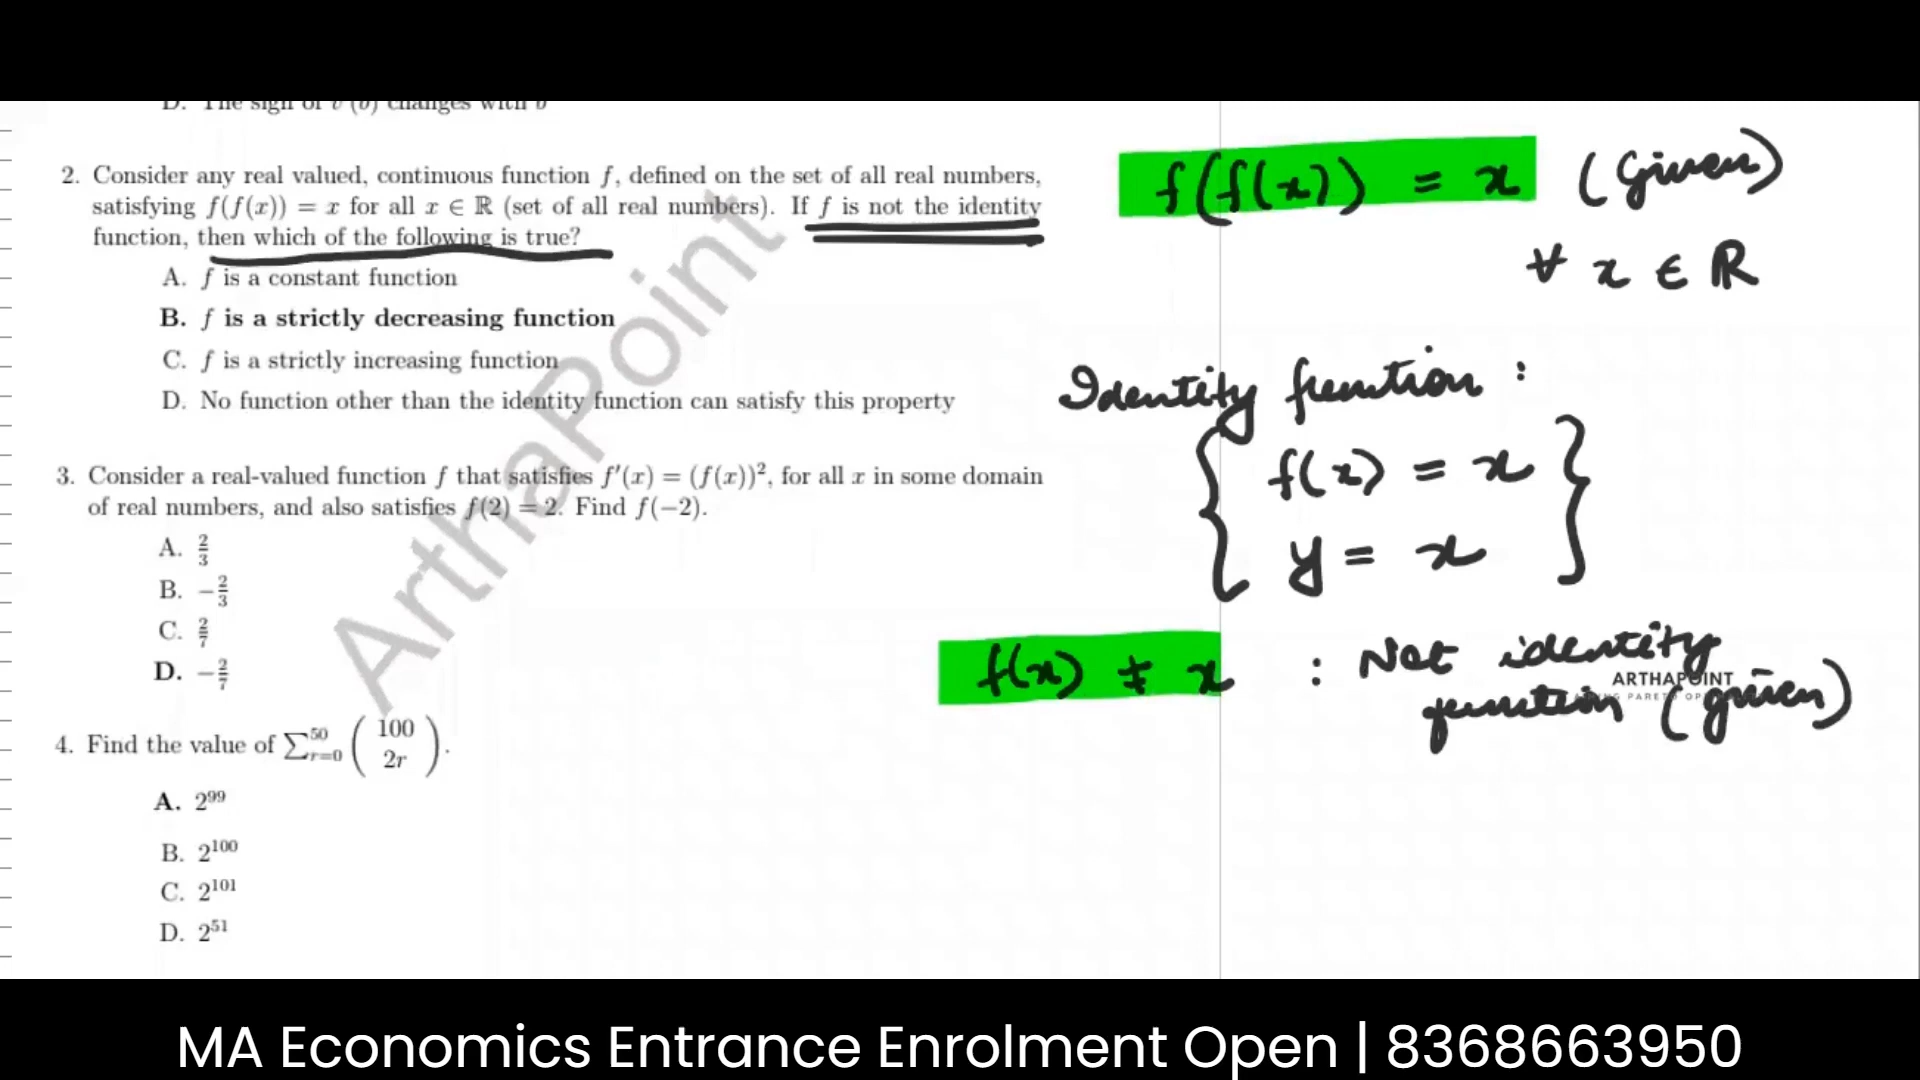 D. The sign of v (b) changes with b
2. Consider any real valued, continuous function f, defined on the set of all real numbers,
satisfying f(f(x)) = x for all x ∈ ℝ (set of all real numbers). If f is not the identity
function, then which of the following is true?
A. f is a constant function
B. f is a strictly decreasing function
C. f is a strictly increasing function
D. No function other than the identity function can satisfy this property
3. Consider a real-valued function f that satisfies f′(x) = (f(x))², for all x in some domain
of real numbers, and also satisfies f(2) = 2. Find f(−2).
A. 2/3
B. −2/3
C. 2/7
D. −2/7
4. Find the value of ∑_{r=0}^{50} (100 2r).
A. 2⁹⁹
B. 2¹⁰⁰
C. 2¹⁰¹
D. 2⁵¹
ArthaPoint
f(f(x)) = x (Given)
∀ x ∈ ℝ
Identity function :
{ f(x) = x }
{ y = x }
f(x) ≠ x : Not identity
function (given)
ARTHAPOINT
MA Economics Entrance Enrolment Open | 8368663950